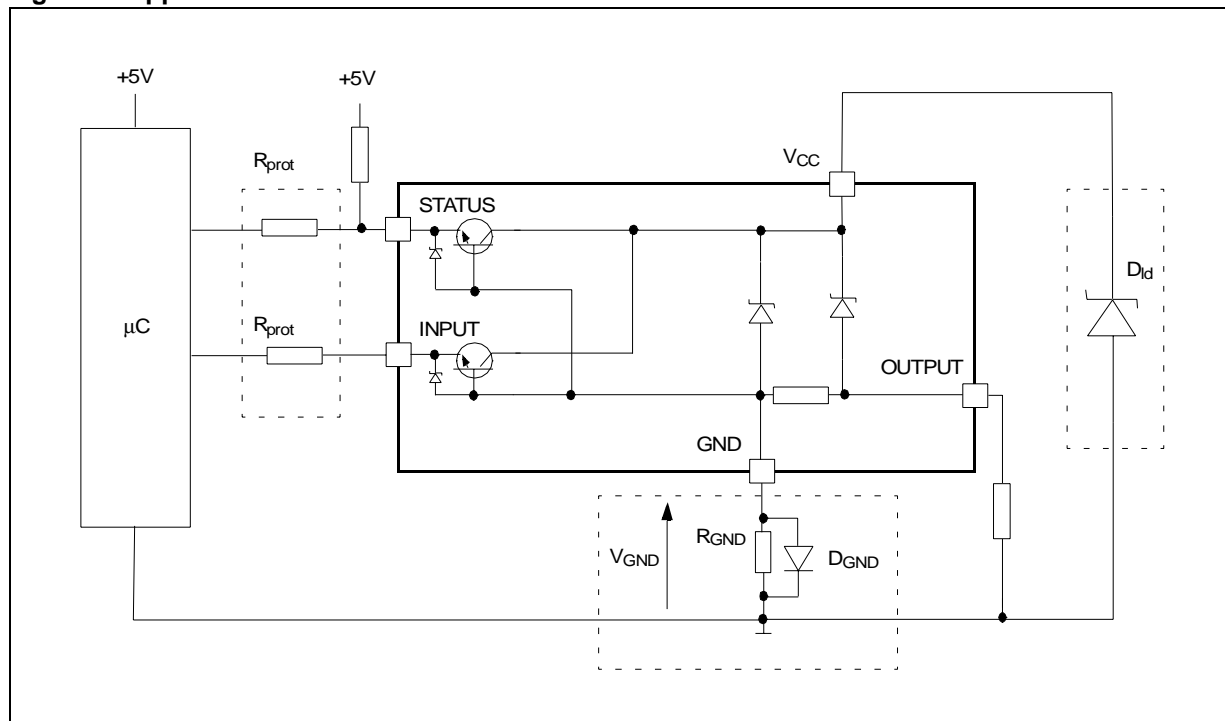 +5V
+5V
Rprot
VCC
STATUS
Dld
μC
Rprot
INPUT
OUTPUT
GND
RGND
VGND
DGND